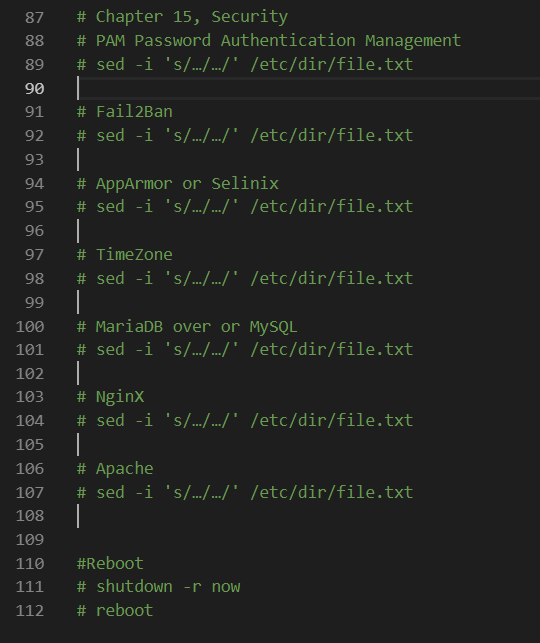 87 # Chapter 15, Security
88 # PAM Password Authentication Management
89 # sed -i 's/…/…/' /etc/dir/file.txt
90
91 # Fail2Ban
92 # sed -i 's/…/…/' /etc/dir/file.txt
93
94 # AppArmor or Selinix
95 # sed -i 's/…/…/' /etc/dir/file.txt
96
97 # TimeZone
98 # sed -i 's/…/…/' /etc/dir/file.txt
99
100 # MariaDB over or MySQL
101 # sed -i 's/…/…/' /etc/dir/file.txt
102
103 # NginX
104 # sed -i 's/…/…/' /etc/dir/file.txt
105
106 # Apache
107 # sed -i 's/…/…/' /etc/dir/file.txt
108
109
110 #Reboot
111 # shutdown -r now
112 # reboot